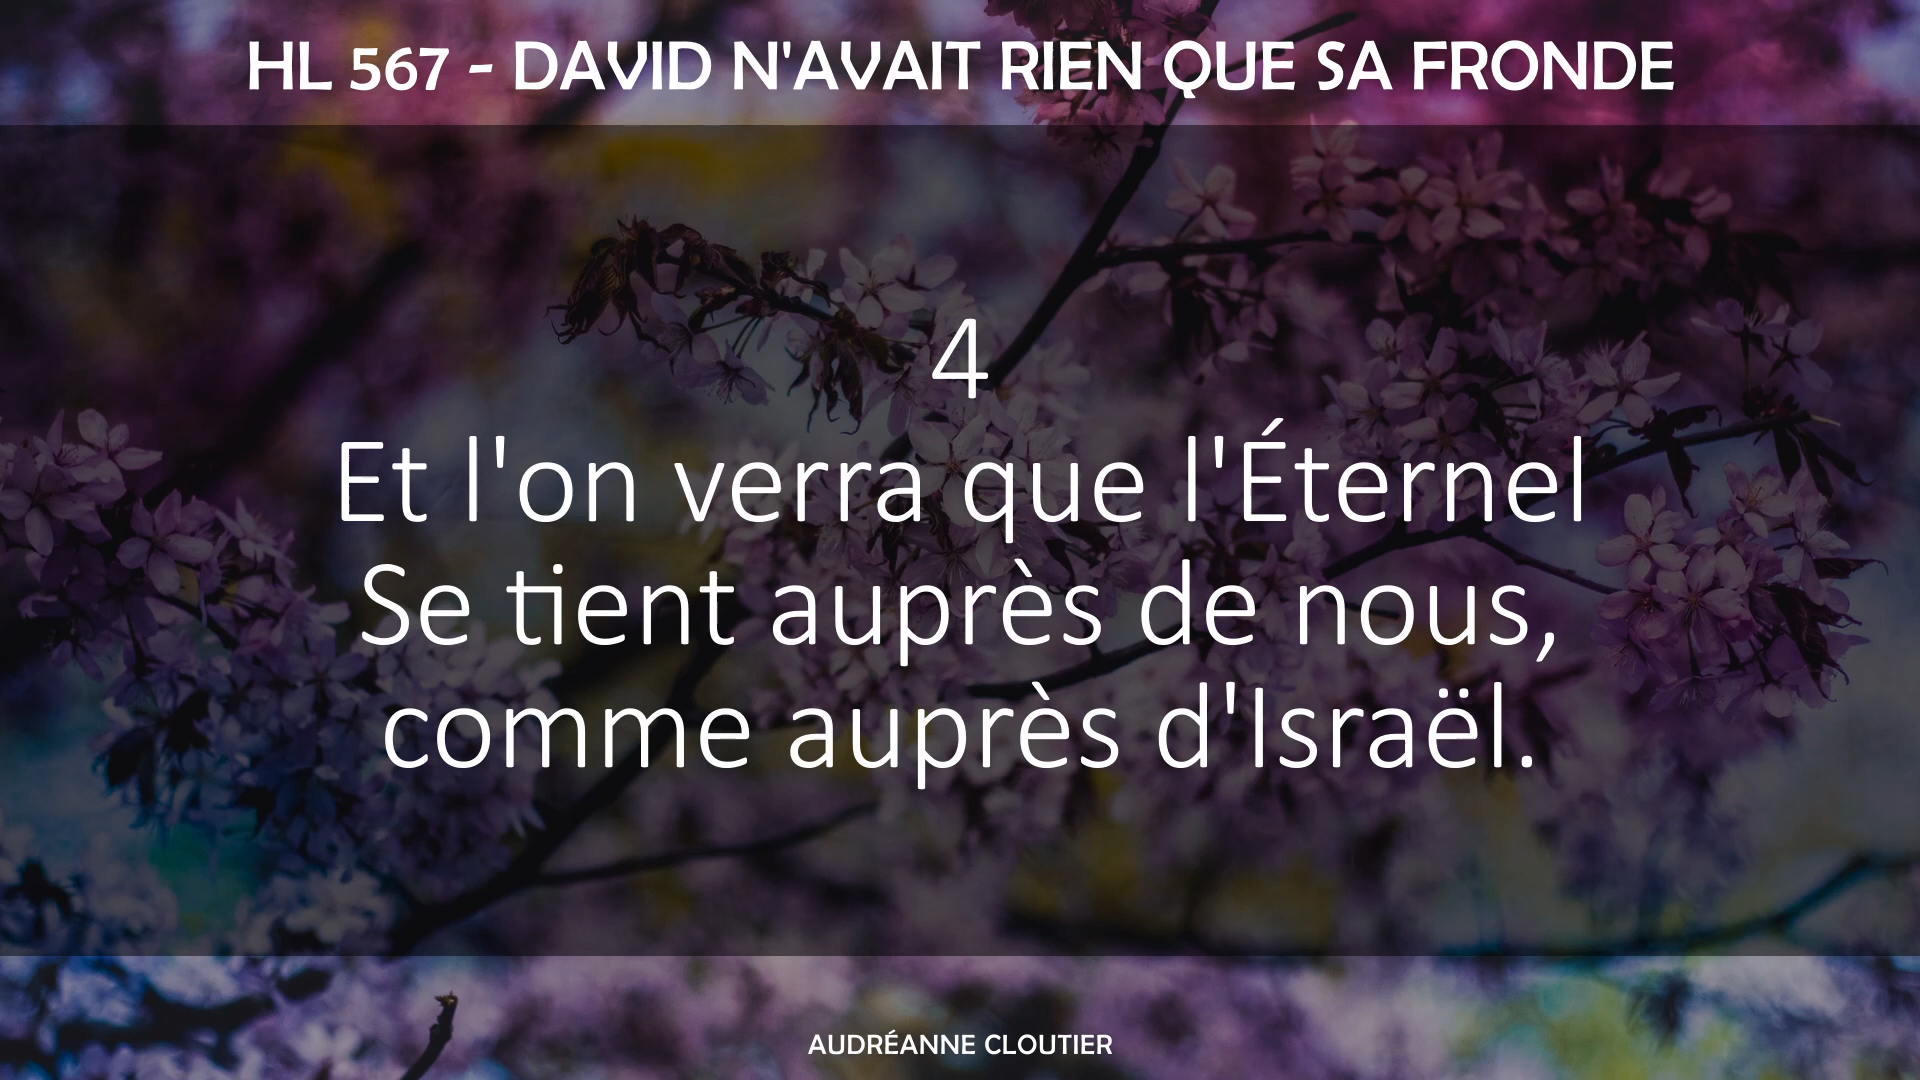 HL 567 - DAVID N'AVAIT RIEN QUE SA FRONDE
4
Et l'on verra que l'Éternel
Se tient auprès de nous,
comme auprès d'Israël.
AUDRÉANNE CLOUTIER